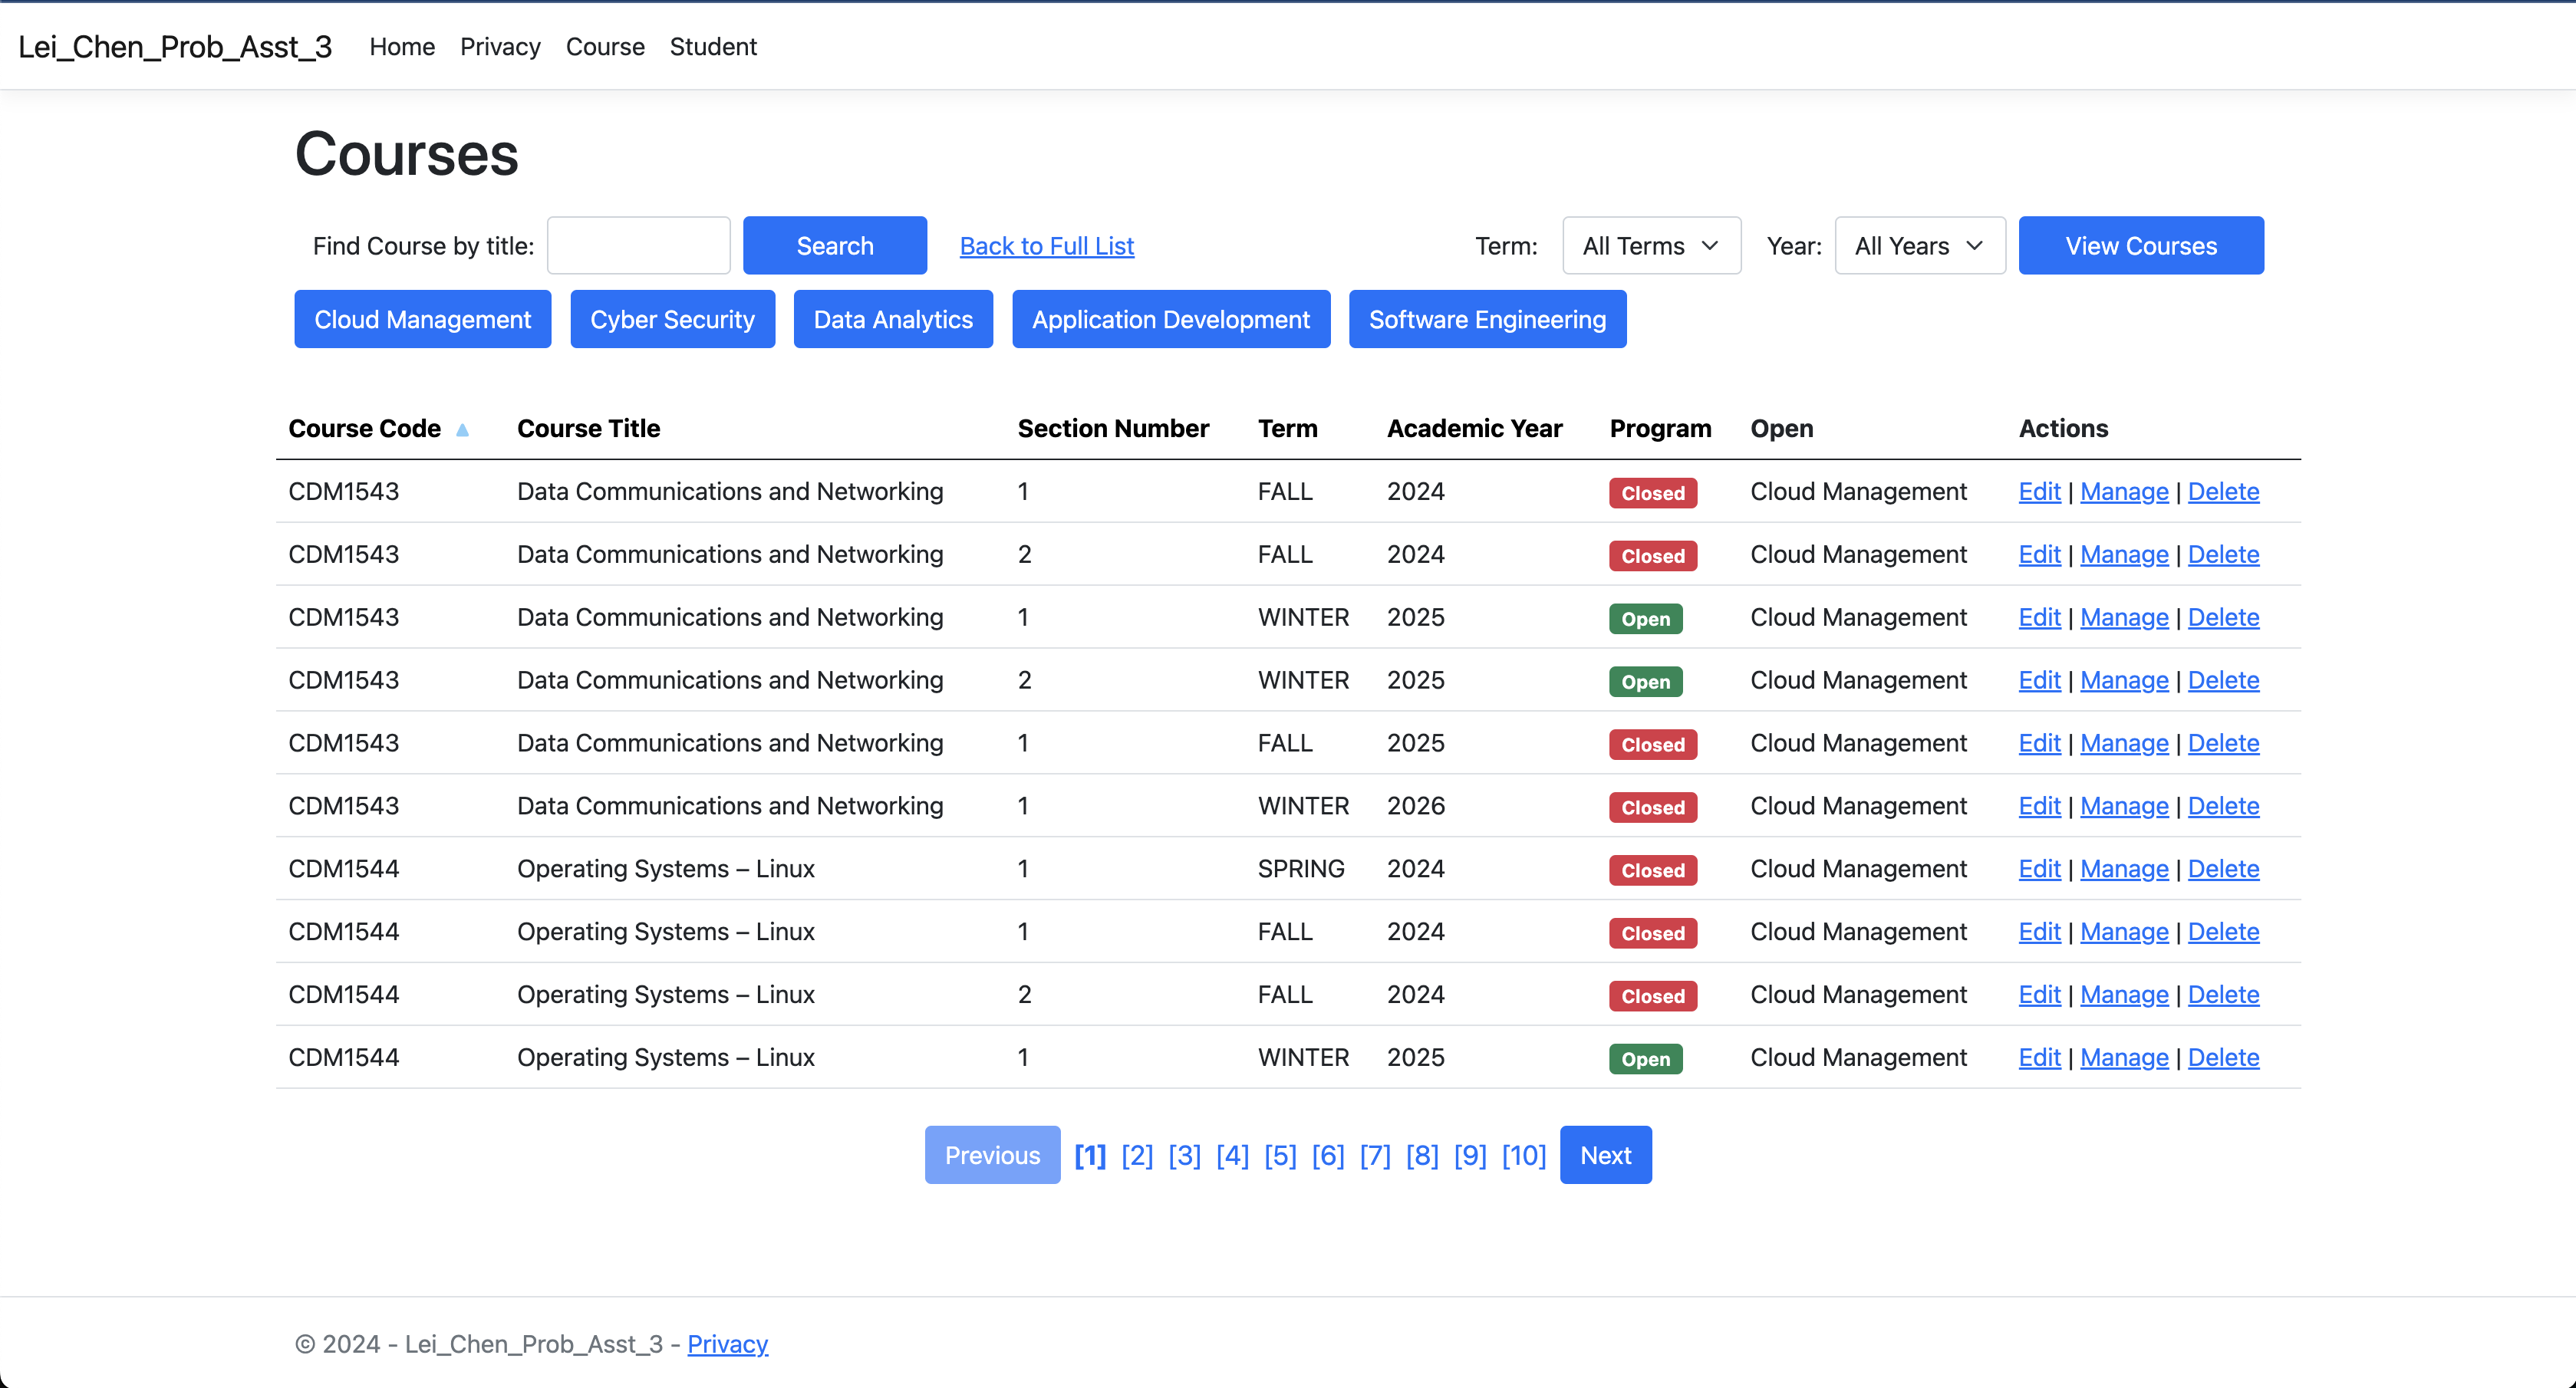 Lei_Chen_Prob_Asst_3 Home Privacy Course Student
Courses
Find Course by title: Search Back to Full List Term: All Terms Year: All Years View Courses
Cloud Management Cyber Security Data Analytics Application Development Software Engineering
Course Code ▲ Course Title Section Number Term Academic Year Program Open Actions
CDM1543 Data Communications and Networking 1 FALL 2024 Closed Cloud Management Edit | Manage | Delete
CDM1543 Data Communications and Networking 2 FALL 2024 Closed Cloud Management Edit | Manage | Delete
CDM1543 Data Communications and Networking 1 WINTER 2025 Open Cloud Management Edit | Manage | Delete
CDM1543 Data Communications and Networking 2 WINTER 2025 Open Cloud Management Edit | Manage | Delete
CDM1543 Data Communications and Networking 1 FALL 2025 Closed Cloud Management Edit | Manage | Delete
CDM1543 Data Communications and Networking 1 WINTER 2026 Closed Cloud Management Edit | Manage | Delete
CDM1544 Operating Systems – Linux 1 SPRING 2024 Closed Cloud Management Edit | Manage | Delete
CDM1544 Operating Systems – Linux 1 FALL 2024 Closed Cloud Management Edit | Manage | Delete
CDM1544 Operating Systems – Linux 2 FALL 2024 Closed Cloud Management Edit | Manage | Delete
CDM1544 Operating Systems – Linux 1 WINTER 2025 Open Cloud Management Edit | Manage | Delete
Previous [1] [2] [3] [4] [5] [6] [7] [8] [9] [10] Next
© 2024 - Lei_Chen_Prob_Asst_3 - Privacy